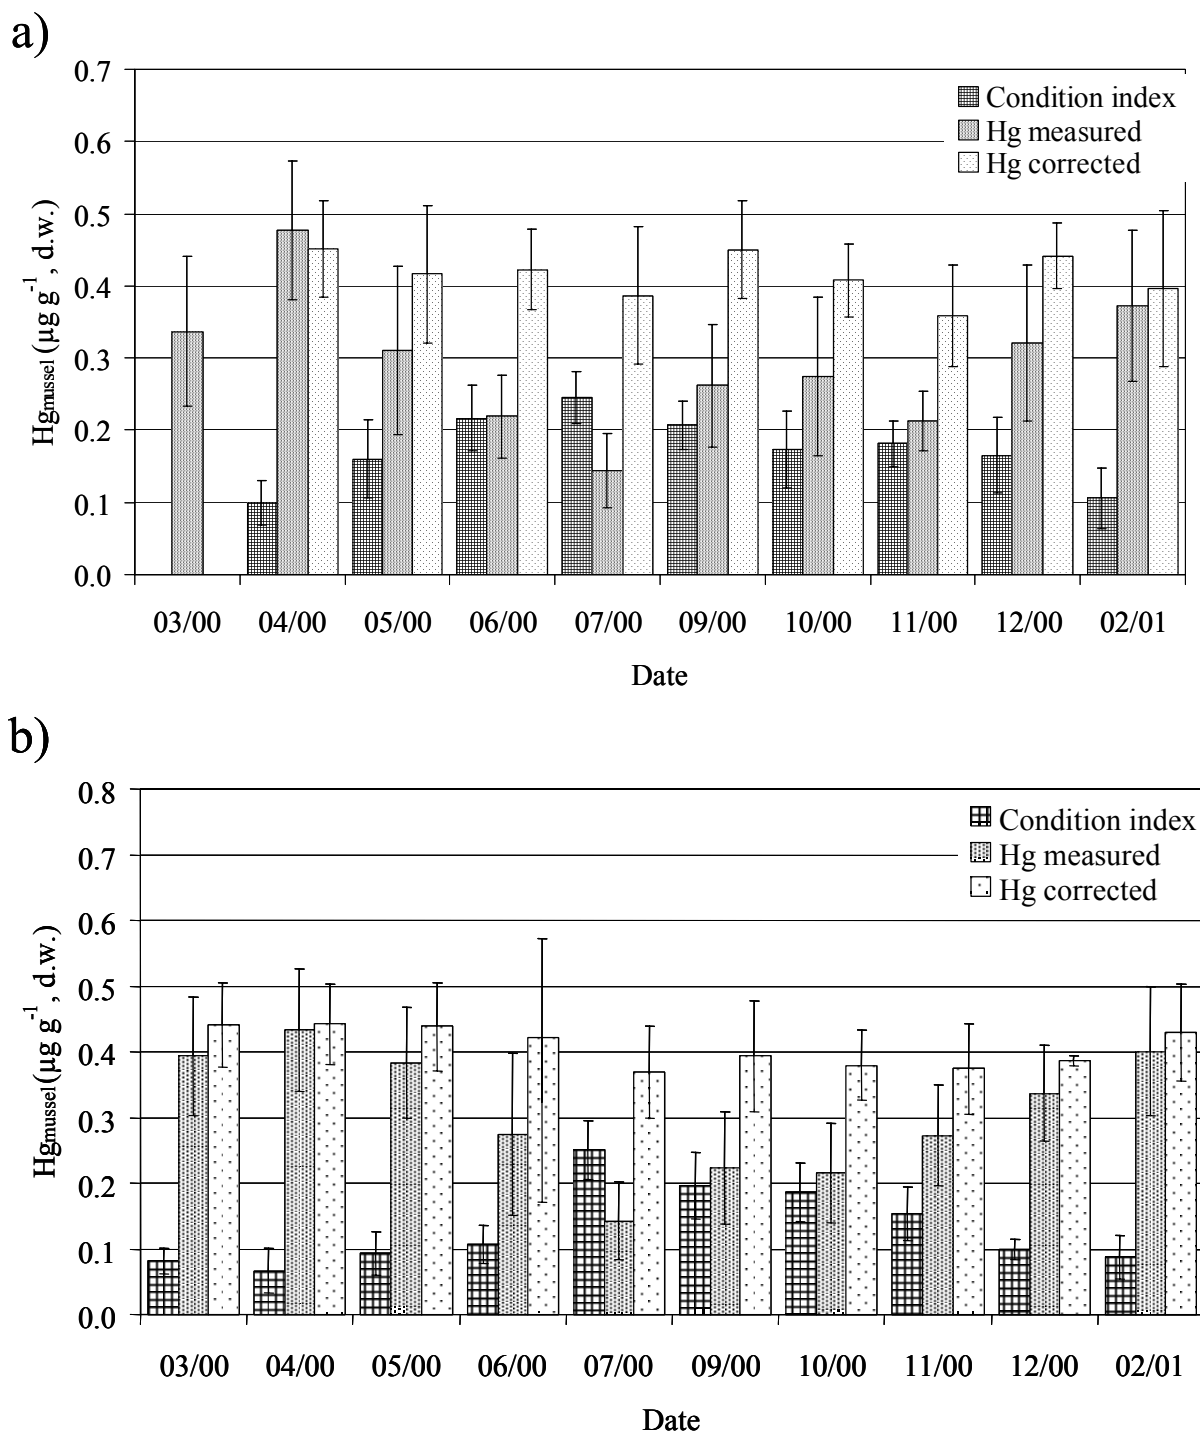 a)
0.7
Condition index
Hg measured
Hg corrected
0.6
0.5
0.4
0.3
0.2
0.1
0.0
Hgmussel (µg g-1, d.w.)
03/00 04/00 05/00 06/00 07/00 09/00 10/00 11/00 12/00 02/01
Date
b)
0.8
Condition index
Hg measured
Hg corrected
0.7
0.6
0.5
0.4
0.3
0.2
0.1
0.0
Hgmussel (µg g-1, d.w.)
03/00 04/00 05/00 06/00 07/00 09/00 10/00 11/00 12/00 02/01
Date